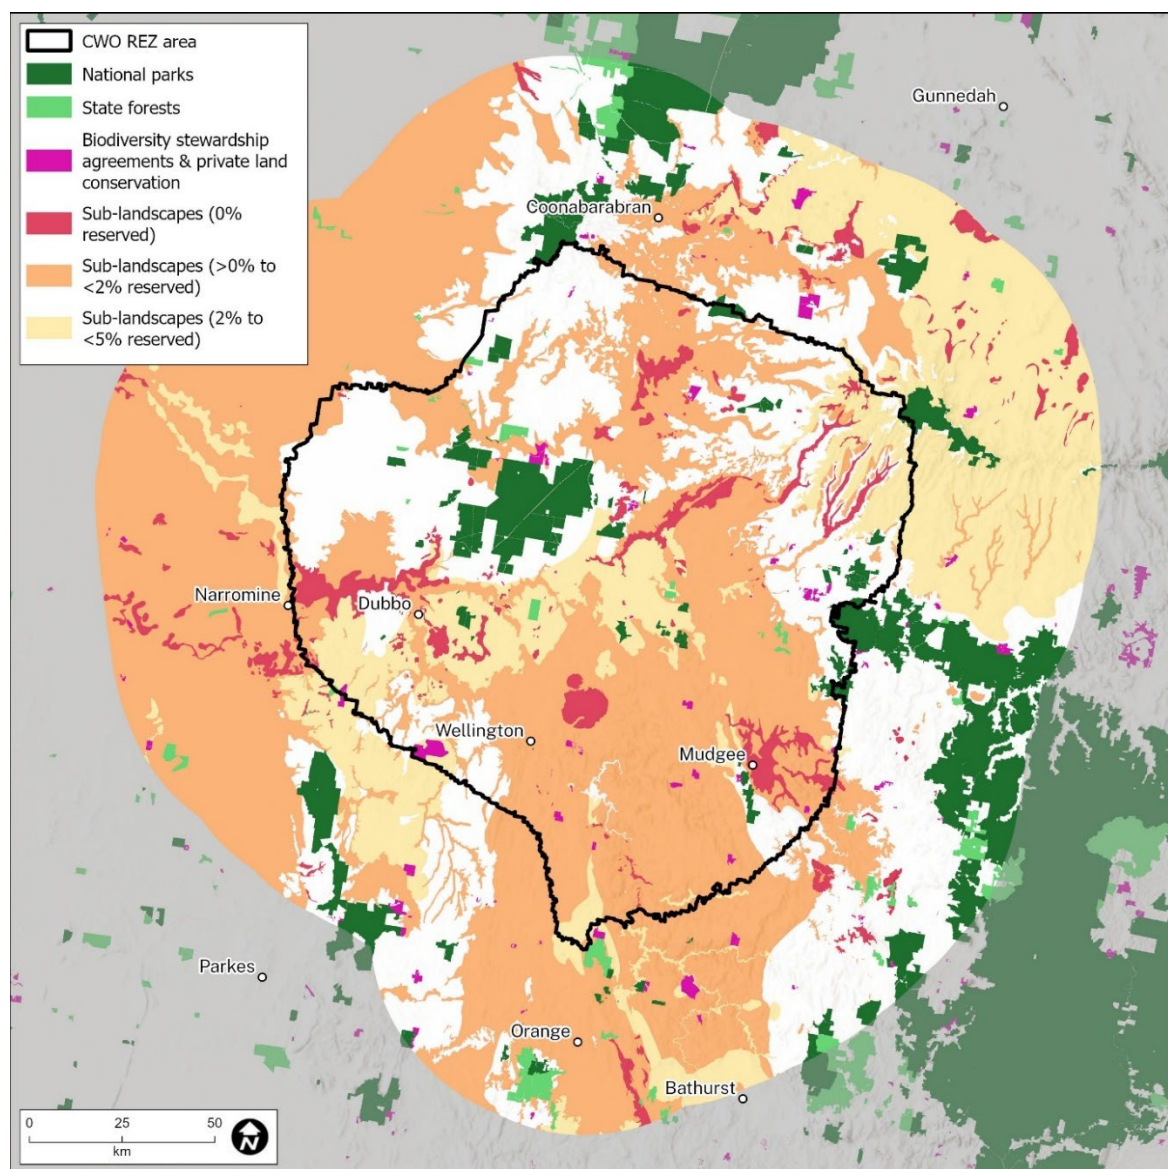 CWO REZ area
National parks
State forests
Biodiversity stewardship
agreements & private land
conservation
Sub-landscapes (0%
reserved)
Sub-landscapes (>0% to
<2% reserved)
Sub-landscapes (2% to
<5% reserved)
Gunnedah
Coonabarabran
Narromine
Dubbo
Wellington
Mudgee
Parkes
Orange
Bathurst
0 25 50
km
N